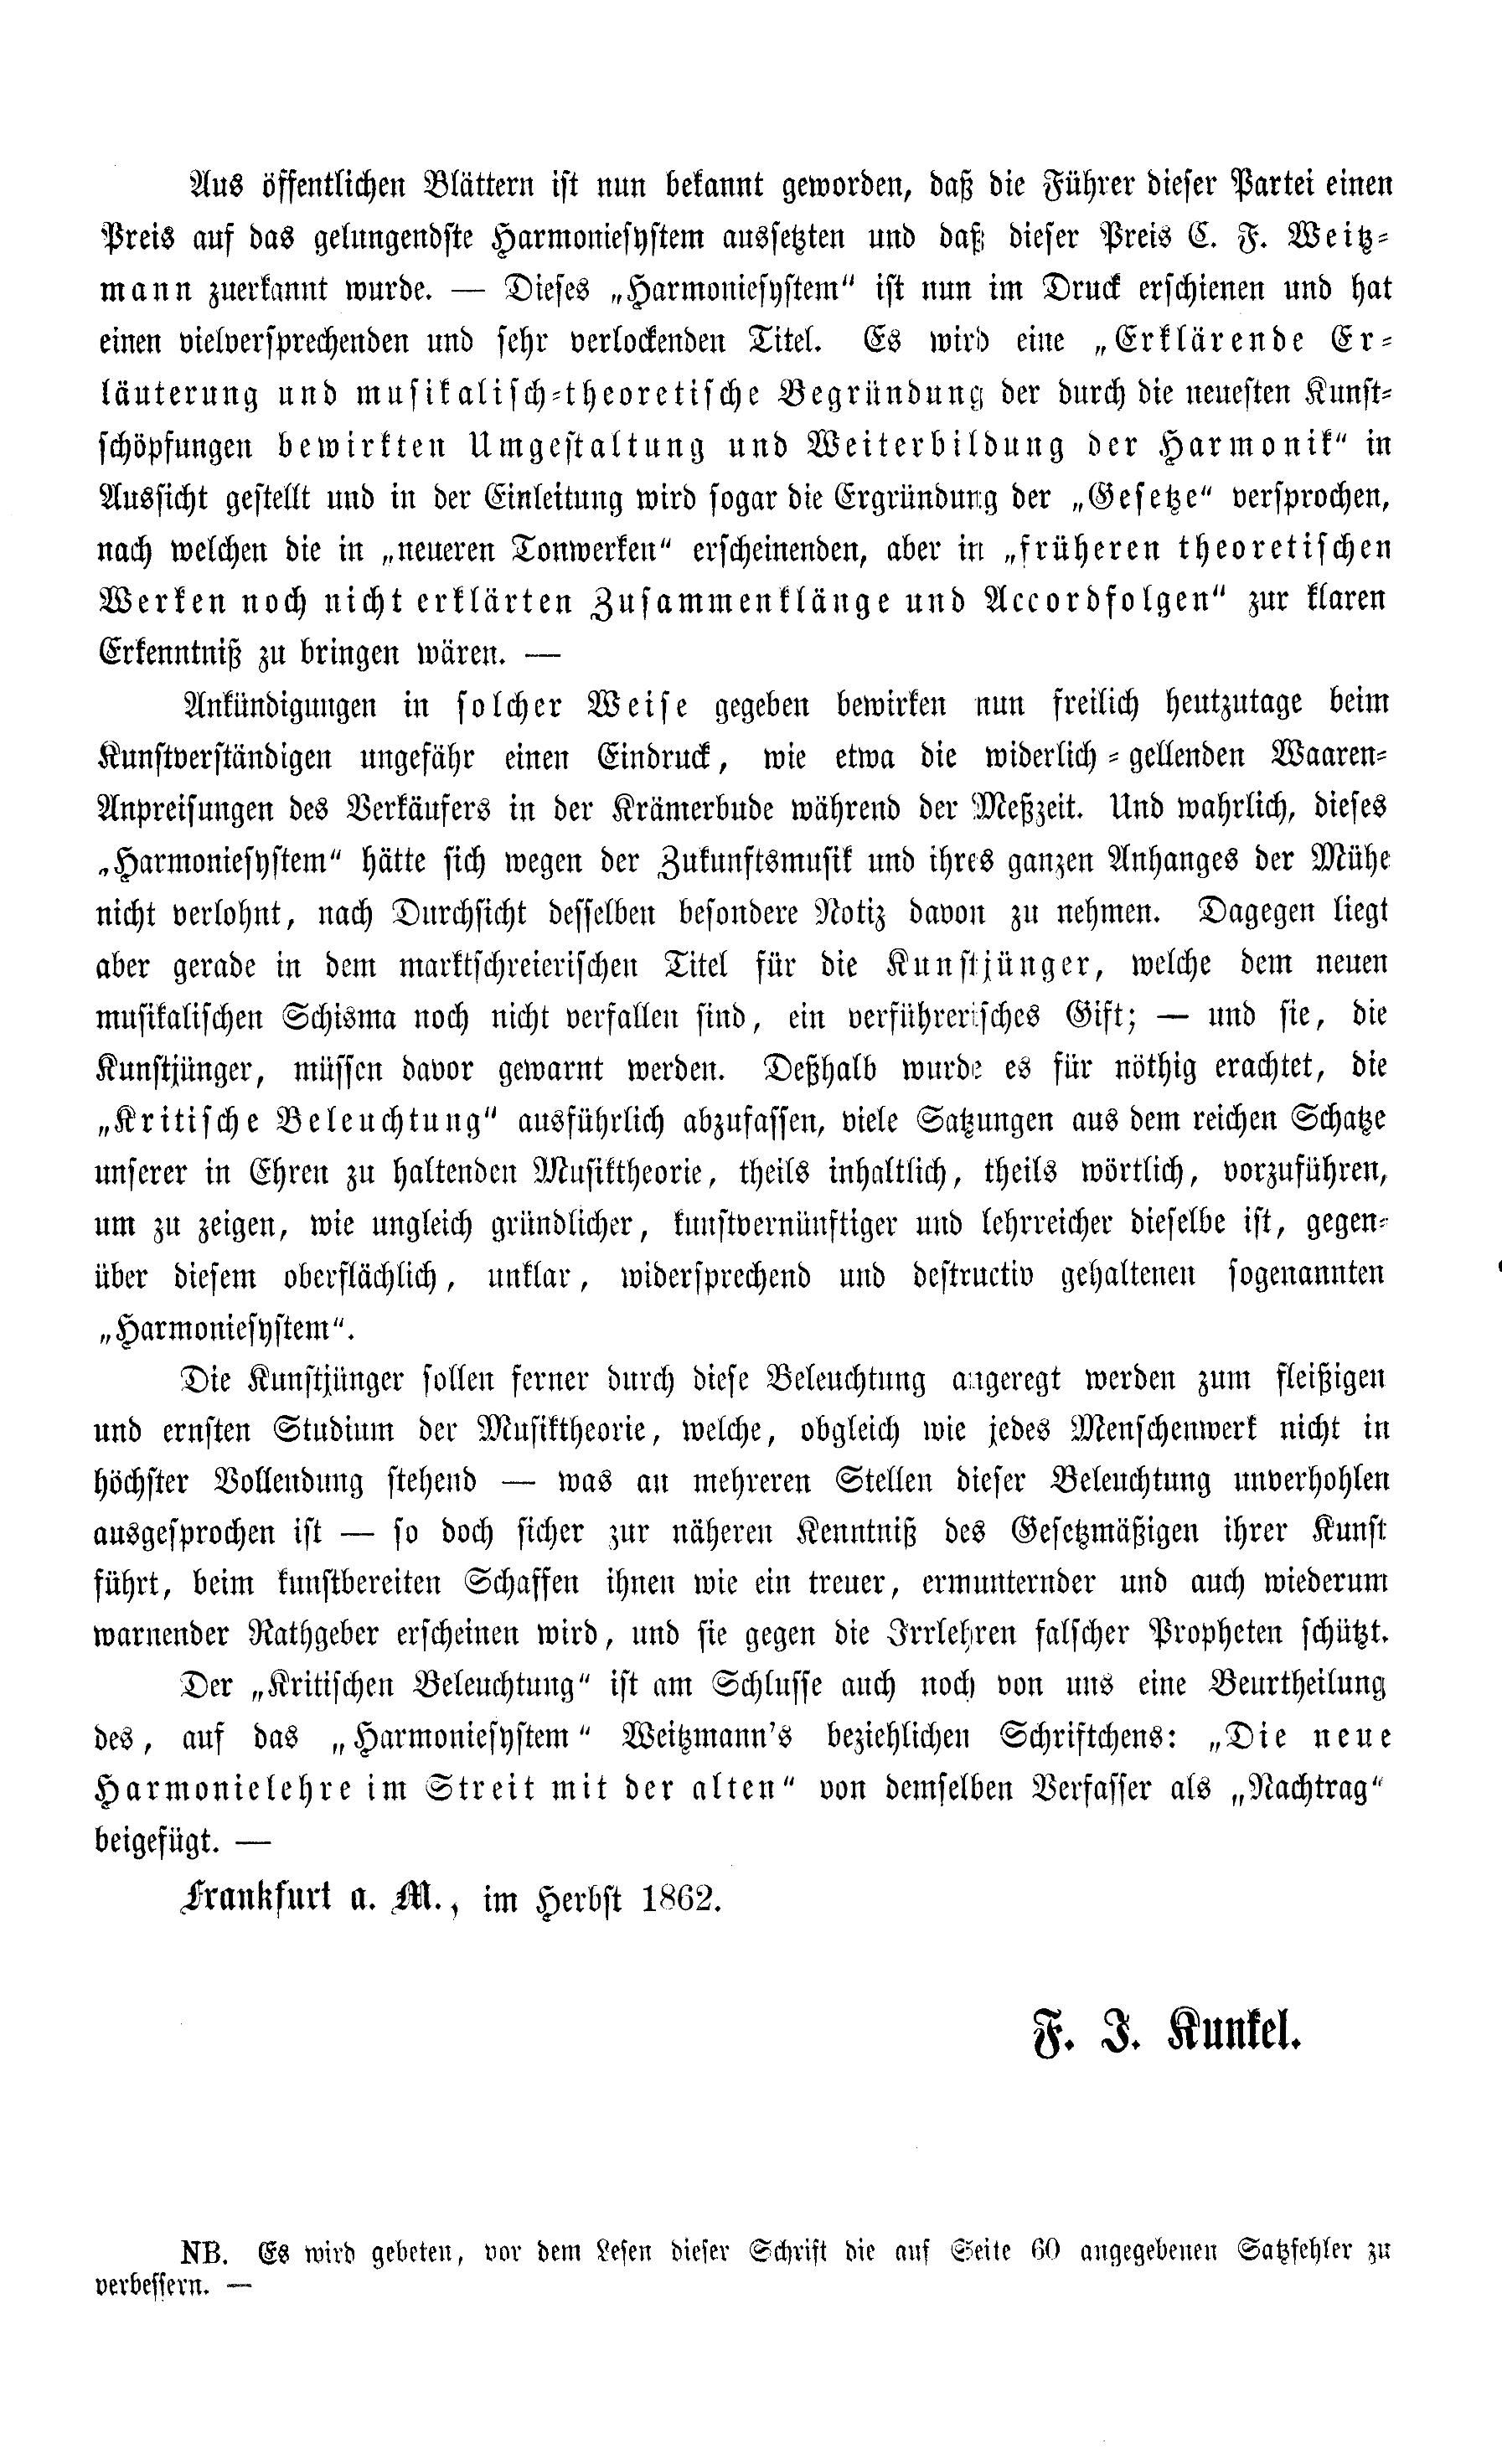 Aus öffentlichen Blättern ist nun bekannt geworden, daß die Führer dieser Partei einen
Preis auf das gelungendste Harmoniesystem aussetzten und daß dieser Preis C. F. Weitz-
mann zuerkannt wurde. — Dieses „Harmoniesystem“ ist nun im Druck erschienen und hat
einen vielversprechenden und sehr verlockenden Titel. Es wird eine „Erklärende Er-
läuterung und musikalisch-theoretische Begründung der durch die neuesten Kunst-
schöpfungen bewirkten Umgestaltung und Weiterbildung der Harmonik“ in
Aussicht gestellt und in der Einleitung wird sogar die Ergründung der „Gesetze“ versprochen,
nach welchen die in „neueren Tonwerken“ erscheinenden, aber in „früheren theoretischen
Werken noch nicht erklärten Zusammenklänge und Accordfolgen“ zur klaren
Erkenntniß zu bringen wären. —
Ankündigungen in solcher Weise gegeben bewirken nun freilich heutzutage beim
Kunstverständigen ungefähr einen Eindruck, wie etwa die widerlich-gellenden Waaren-
Anpreisungen des Verkäufers in der Krämerbude während der Meßzeit. Und wahrlich, dieses
„Harmoniesystem“ hätte sich wegen der Zukunftsmusik und ihres ganzen Anhanges der Mühe
nicht verlohnt, nach Durchsicht desselben besondere Notiz davon zu nehmen. Dagegen liegt
aber gerade in dem marktschreierischen Titel für die Kunstjünger, welche dem neuen
musikalischen Schisma noch nicht verfallen sind, ein verführerisches Gift; — und sie, die
Kunstjünger, müssen davor gewarnt werden. Deßhalb wurde es für nöthig erachtet, die
„Kritische Beleuchtung“ ausführlich abzufassen, viele Satzungen aus dem reichen Schatze
unserer in Ehren zu haltenden Musiktheorie, theils inhaltlich, theils wörtlich, vorzuführen,
um zu zeigen, wie ungleich gründlicher, kunstvernünftiger und lehrreicher dieselbe ist, gegen-
über diesem oberflächlich, unklar, widersprechend und destructiv gehaltenen sogenannten
„Harmoniesystem“.
Die Kunstjünger sollen ferner durch diese Beleuchtung angeregt werden zum fleißigen
und ernsten Studium der Musiktheorie, welche, obgleich wie jedes Menschenwerk nicht in
höchster Vollendung stehend — was an mehreren Stellen dieser Beleuchtung unverhohlen
ausgesprochen ist — so doch sicher zur näheren Kenntniß des Gesetzmäßigen ihrer Kunst
führt, beim kunstbereiten Schaffen ihnen wie ein treuer, ermunternder und auch wiederum
warnender Rathgeber erscheinen wird, und sie gegen die Irrlehren falscher Propheten schützt.
Der „Kritischen Beleuchtung“ ist am Schlusse auch noch von uns eine Beurtheilung
des, auf das „Harmoniesystem“ Weitzmann's beziehlichen Schriftchens: „Die neue
Harmonielehre im Streit mit der alten“ von demselben Verfasser als „Nachtrag“
beigefügt. —
Frankfurt a. M., im Herbst 1862.
F. J. Kunkel.
NB. Es wird gebeten, vor dem Lesen dieser Schrift die auf Seite 60 angegebenen Satzfehler zu
verbessern. —